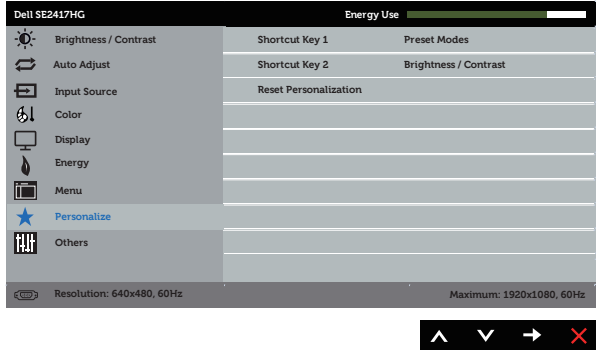 Dell SE2417HG Energy Use
Brightness / Contrast Shortcut Key 1 Preset Modes
Auto Adjust Shortcut Key 2 Brightness / Contrast
Input Source Reset Personalization
Color
Display
Energy
Menu
Personalize
Others
Resolution: 640x480, 60Hz Maximum: 1920x1080, 60Hz